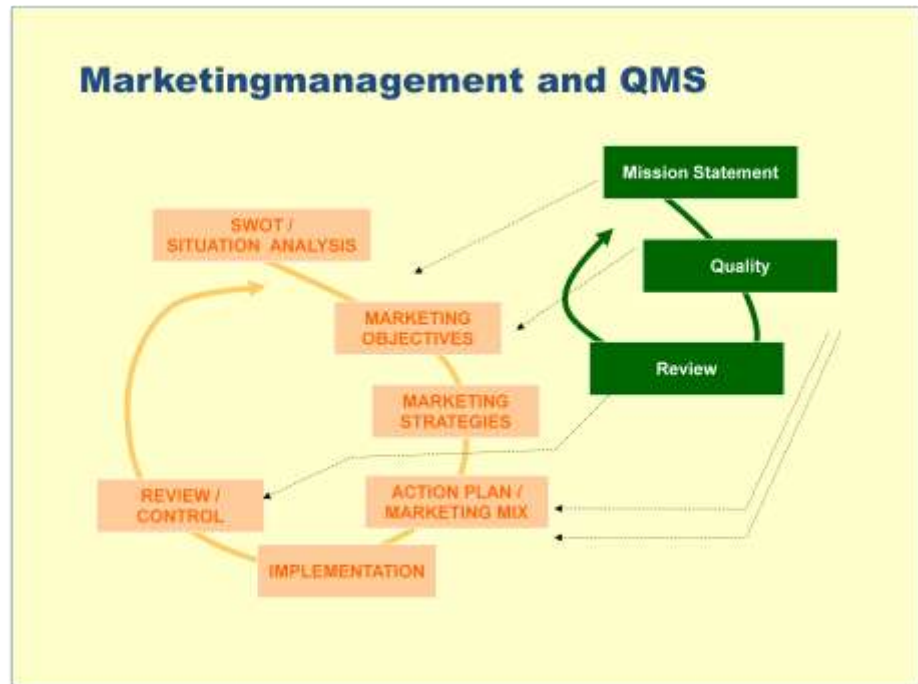 Marketingmanagement and QMS
Mission Statement
SWOT /
SITUATION ANALYSIS
Quality
MARKETING
OBJECTIVES
Review
MARKETING
STRATEGIES
REVIEW /
CONTROL
ACTION PLAN /
MARKETING MIX
IMPLEMENTATION